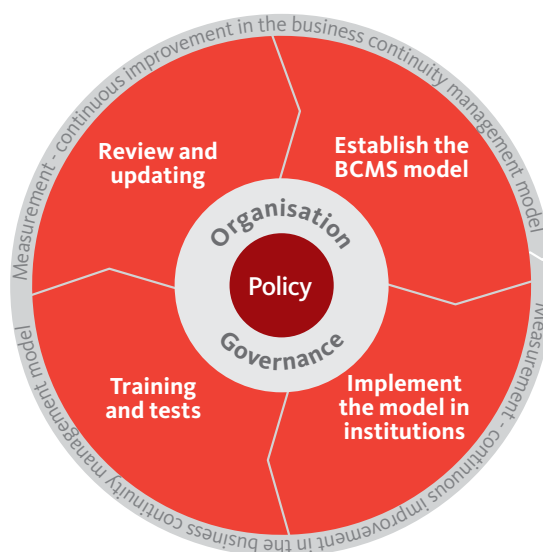 Measurement - continuous improvement in the business continuity management model
Review and
updating
Establish the
BCMS model
Organisation
Policy
Governance
Training
and tests
Implement
the model in
institutions
Measurement - continuous improvement in the business continuity management model